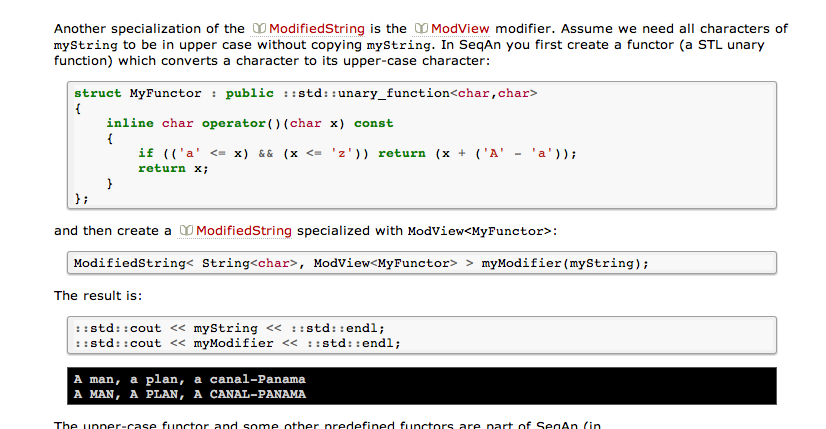 Another specialization of the ModifiedString is the ModView modifier. Assume we need all characters of
myString to be in upper case without copying myString. In SeqAn you first create a functor (a STL unary
function) which converts a character to its upper-case character:
struct MyFunctor : public ::std::unary_function<char,char>
{
    inline char operator()(char x) const
    {
        if (('a' <= x) && (x <= 'z')) return (x + ('A' - 'a'));
        return x;
    }
};
and then create a ModifiedString specialized with ModView<MyFunctor>:
ModifiedString< String<char>, ModView<MyFunctor> > myModifier(myString);
The result is:
::std::cout << myString << ::std::endl;
::std::cout << myModifier << ::std::endl;
A man, a plan, a canal-Panama
A MAN, A PLAN, A CANAL-PANAMA
The upper-case functor and some other predefined functors are part of SeqAn (in